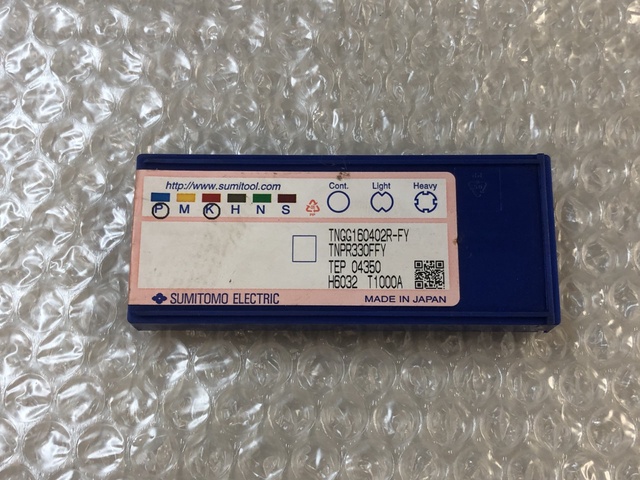 http://www.sumitool.com
Cont. Light Heavy
P M K H N S
TNGG160402R-FY
TNPR330FFY
TEP 04350
H6032 T1000A
SUMITOMO ELECTRIC
MADE IN JAPAN